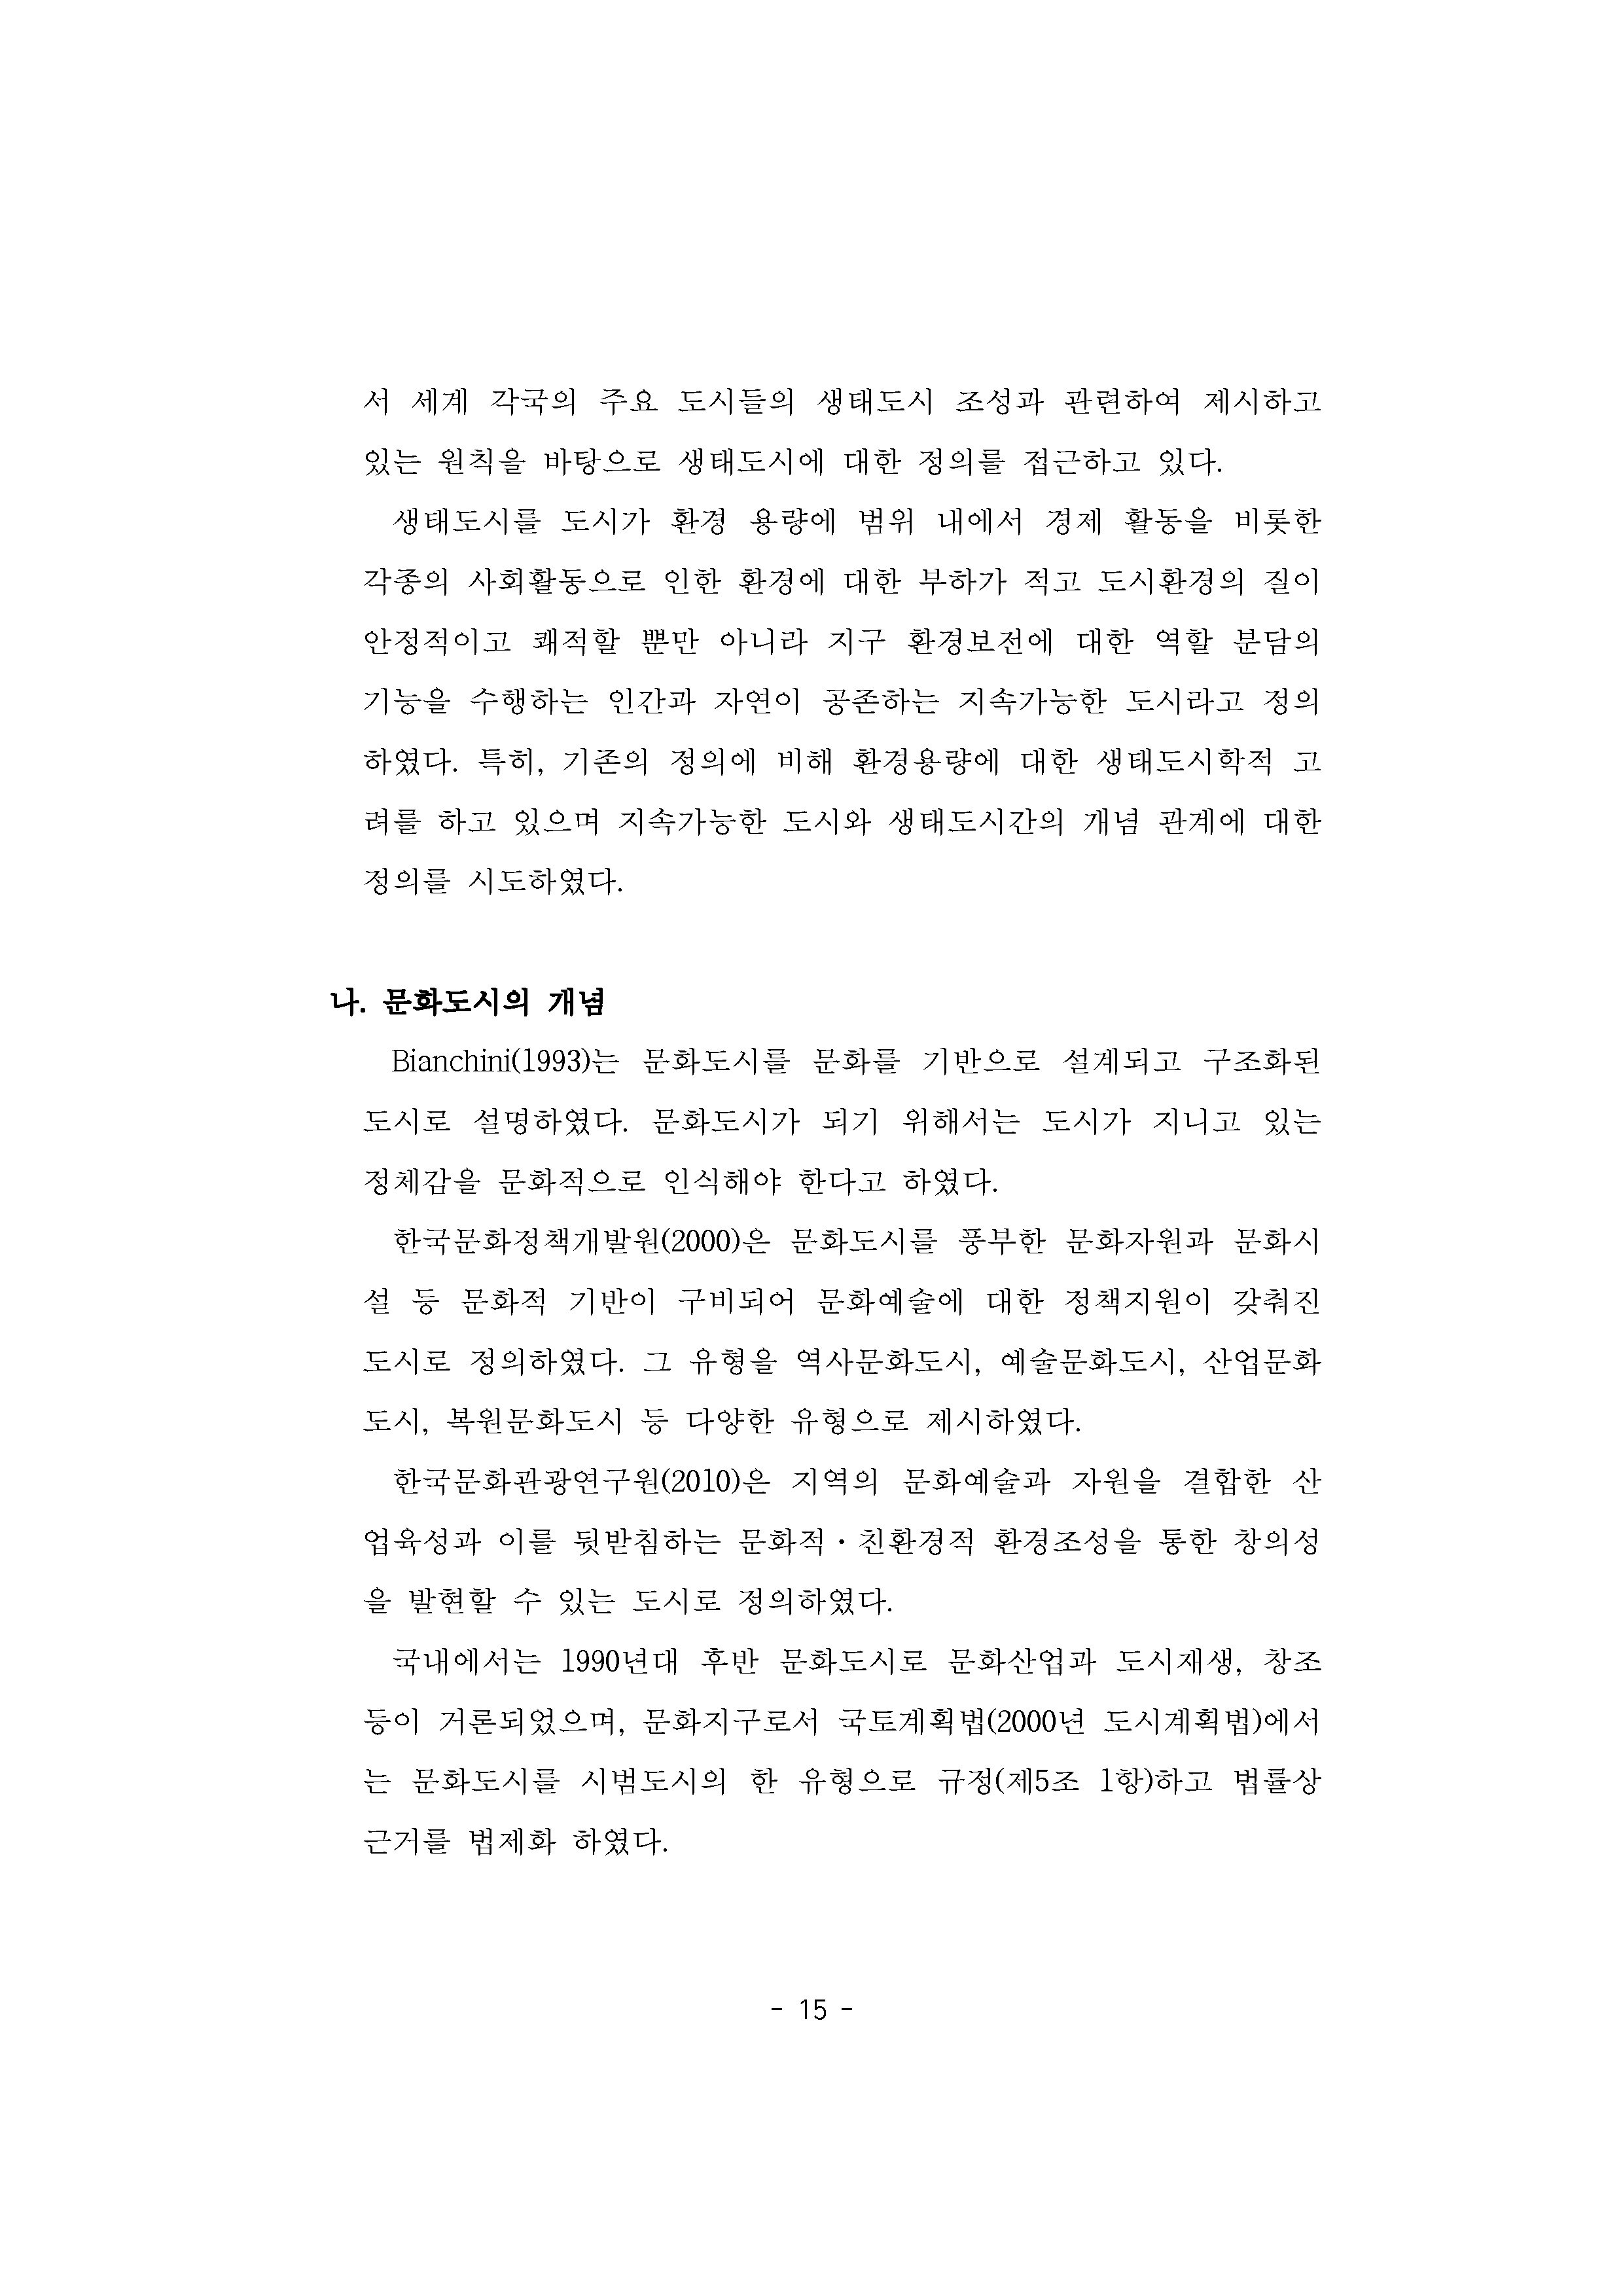 서 세계 각국의 주요 도시들의 생태도시 조성과 관련하여 제시하고
있는 원칙을 바탕으로 생태도시에 대한 정의를 접근하고 있다.
생태도시를 도시가 환경 용량에 범위 내에서 경제 활동을 비롯한
각종의 사회활동으로 인한 환경에 대한 부하가 적고 도시환경의 질이
안정적이고 쾌적할 뿐만 아니라 지구 환경보전에 대한 역할 분담의
기능을 수행하는 인간과 자연이 공존하는 지속가능한 도시라고 정의
하였다. 특히, 기존의 정의에 비해 환경용량에 대한 생태도시학적 고
려를 하고 있으며 지속가능한 도시와 생태도시간의 개념 관계에 대한
정의를 시도하였다.
나. 문화도시의 개념
Bianchini(1993)는 문화도시를 문화를 기반으로 설계되고 구조화된
도시로 설명하였다. 문화도시가 되기 위해서는 도시가 지니고 있는
정체감을 문화적으로 인식해야 한다고 하였다.
한국문화정책개발원(2000)은 문화도시를 풍부한 문화자원과 문화시
설 등 문화적 기반이 구비되어 문화예술에 대한 정책지원이 갖춰진
도시로 정의하였다. 그 유형을 역사문화도시, 예술문화도시, 산업문화
도시, 복원문화도시 등 다양한 유형으로 제시하였다.
한국문화관광연구원(2010)은 지역의 문화예술과 자원을 결합한 산
업육성과 이를 뒷받침하는 문화적・친환경적 환경조성을 통한 창의성
을 발현할 수 있는 도시로 정의하였다.
국내에서는 1990년대 후반 문화도시로 문화산업과 도시재생, 창조
등이 거론되었으며, 문화지구로서 국토계획법(2000년 도시계획법)에서
는 문화도시를 시범도시의 한 유형으로 규정(제5조 1항)하고 법률상
근거를 법제화 하였다.
- 15 -